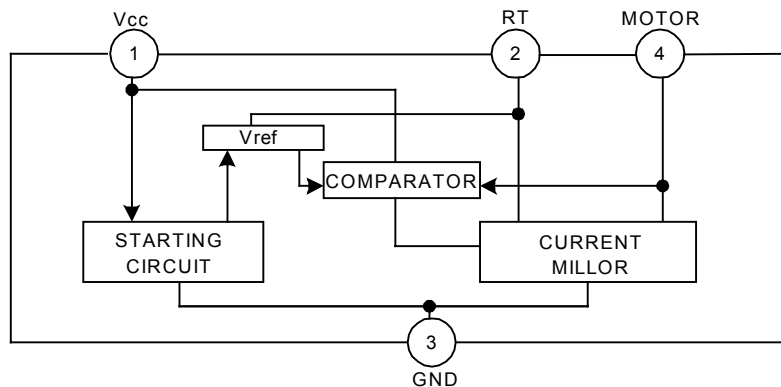 Vcc RT MOTOR
1 2 4
Vref
COMPARATOR
STARTING
CIRCUIT
CURRENT
MILLOR
3
GND